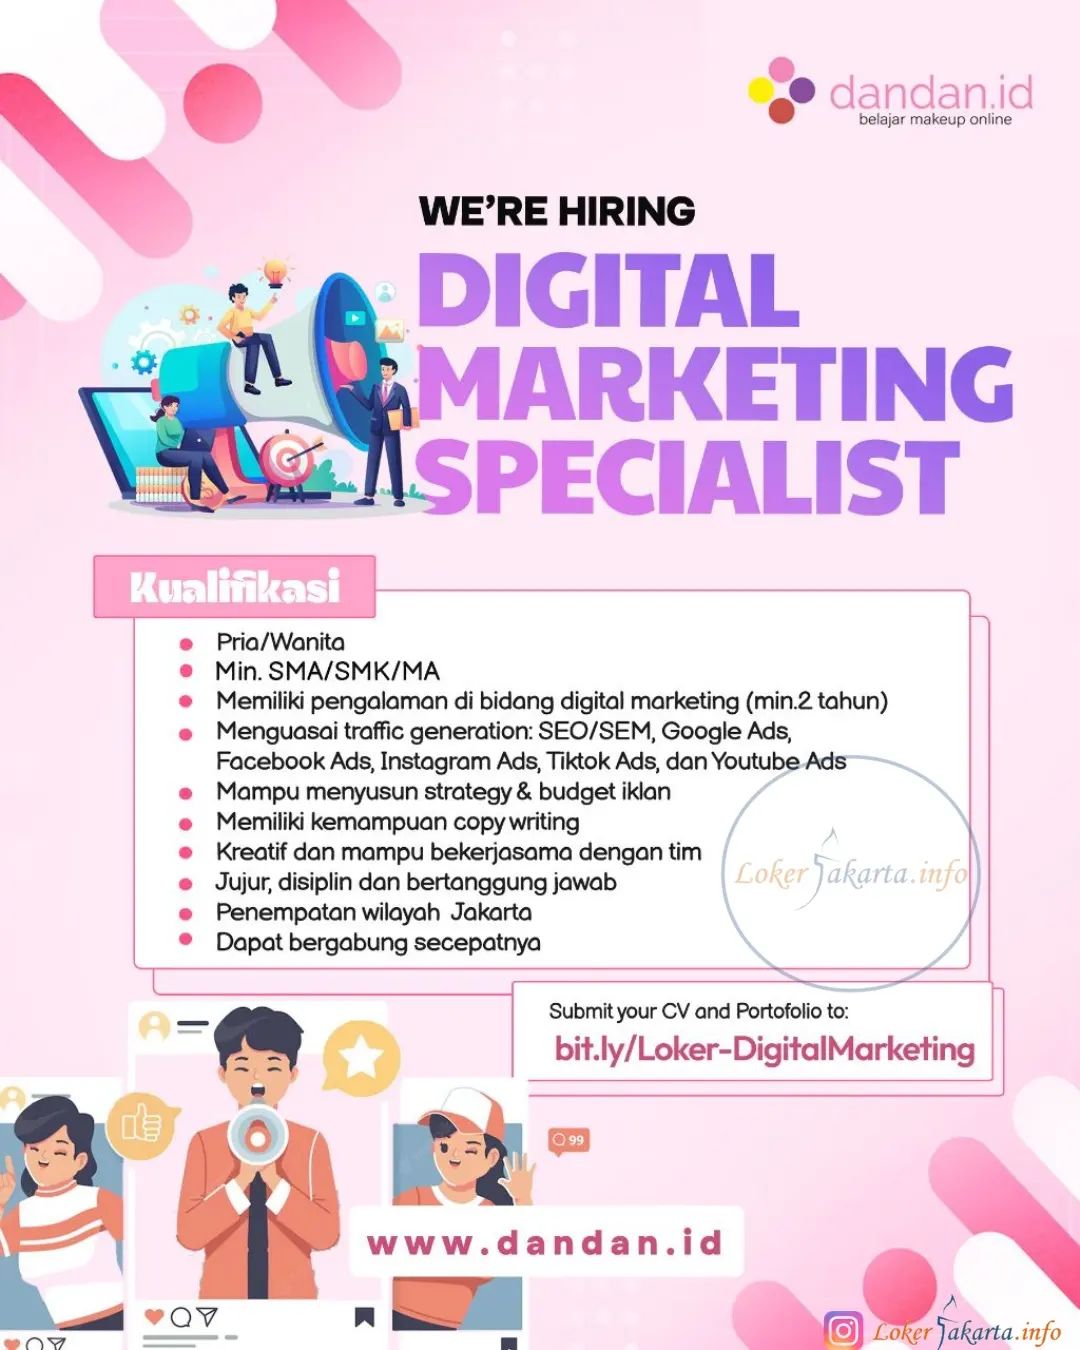 dandan.id
belajar makeup online
WE'RE HIRING
DIGITAL
MARKETING
SPECIALIST
Kualifikasi
Pria/Wanita
Min. SMA/SMK/MA
Memiliki pengalaman di bidang digital marketing (min.2 tahun)
Menguasai traffic generation: SEO/SEM, Google Ads,
Facebook Ads, Instagram Ads, Tiktok Ads, dan Youtube Ads
Mampu menyusun strategy & budget iklan
Memiliki kemampuan copy writing
Kreatif dan mampu bekerjasama dengan tim
Jujur, disiplin dan bertanggung jawab
Penempatan wilayah Jakarta
Dapat bergabung secepatnya
Loker Jakarta.info
Submit your CV and Portofolio to:
bit.ly/Loker-DigitalMarketing
99
www.dandan.id
Loker Jakarta.info